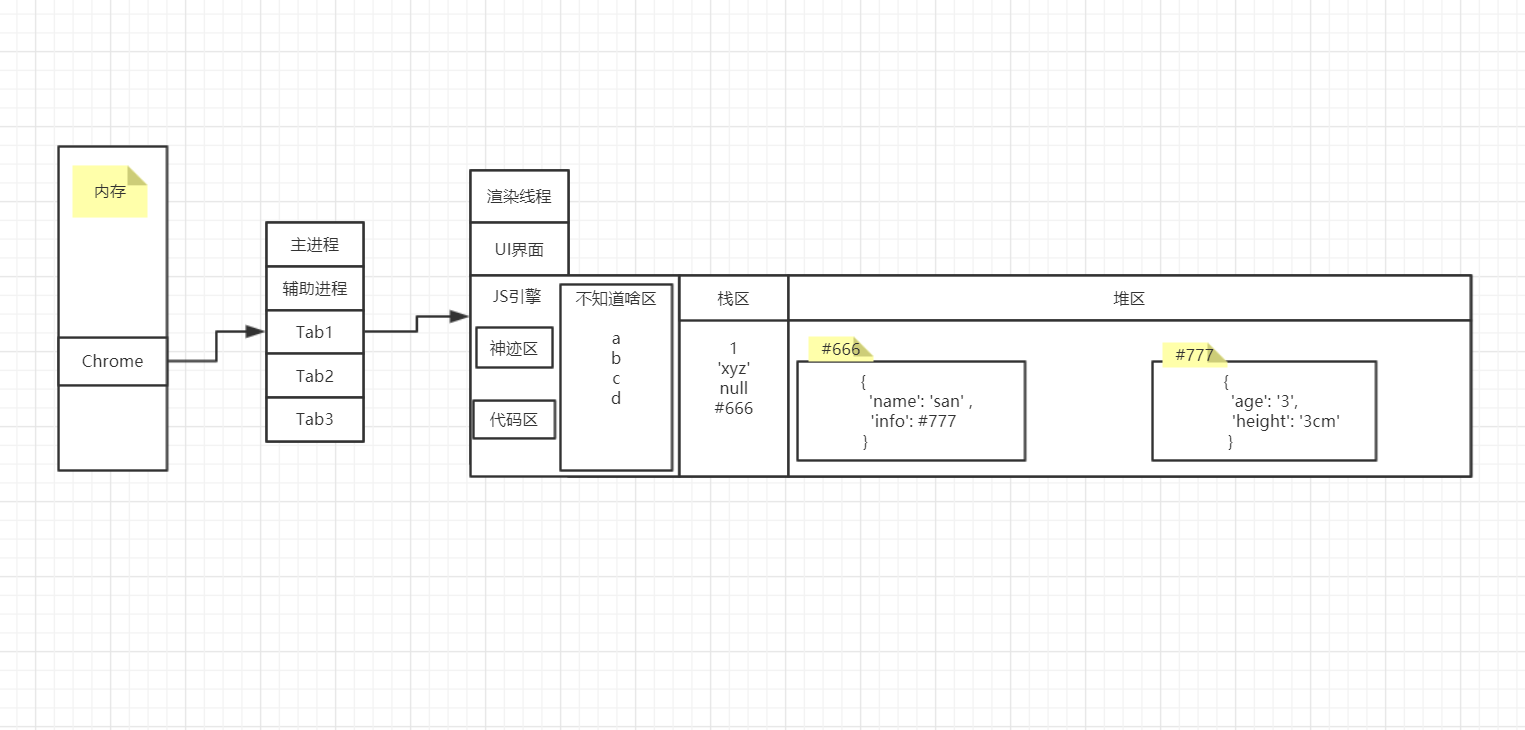 内存
Chrome
主进程
辅助进程
Tab1
Tab2
Tab3
渲染线程
UI界面
JS引擎
神迹区
代码区
不知道啥区
a
b
c
d
栈区
1
'xyz'
null
#666
堆区
#666
{
'name': 'san' ,
'info': #777
}
#777
{
'age': '3',
'height': '3cm'
}